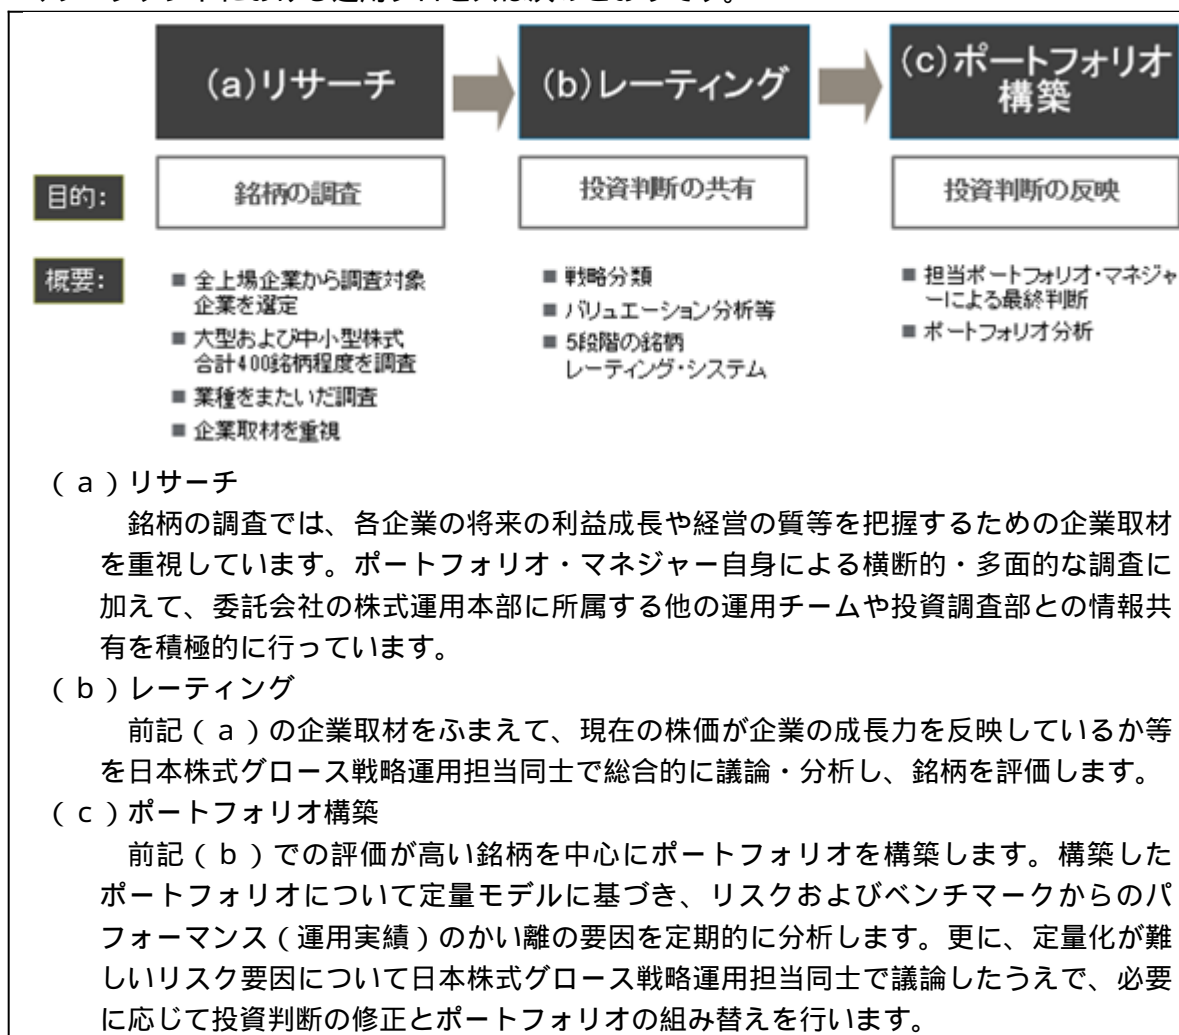 (a)リサーチ
(b)レーティング
(c)ポートフォリオ
構築
目的:
銘柄の調査
投資判断の共有
投資判断の反映
概要:
■ 全上場企業から調査対象
企業を選定
■ 大型および中小型株式
合計400銘柄程度を調査
■ 業種をまたいだ調査
■ 企業取材を重視
■ 戦略分類
■ バリュエーション分析等
■ 5段階の銘柄
レーティング・システム
■ 担当ポートフォリオ・マネジャ
ーによる最終判断
■ ポートフォリオ分析
(a)リサーチ
銘柄の調査では、各企業の将来の利益成長や経営の質等を把握するための企業取材
を重視しています。ポートフォリオ・マネジャー自身による横断的・多面的な調査に
加えて、委託会社の株式運用本部に所属する他の運用チームや投資調査部との情報共
有を積極的に行っています。
(b)レーティング
前記(a)の企業取材をふまえて、現在の株価が企業の成長力を反映しているか等
を日本株式グロース戦略運用担当同士で総合的に議論・分析し、銘柄を評価します。
(c)ポートフォリオ構築
前記(b)での評価が高い銘柄を中心にポートフォリオを構築します。構築した
ポートフォリオについて定量モデルに基づき、リスクおよびベンチマークからのパ
フォーマンス(運用実績)のかい離の要因を定期的に分析します。更に、定量化が難
しいリスク要因について日本株式グロース戦略運用担当同士で議論したうえで、必要
に応じて投資判断の修正とポートフォリオの組み替えを行います。